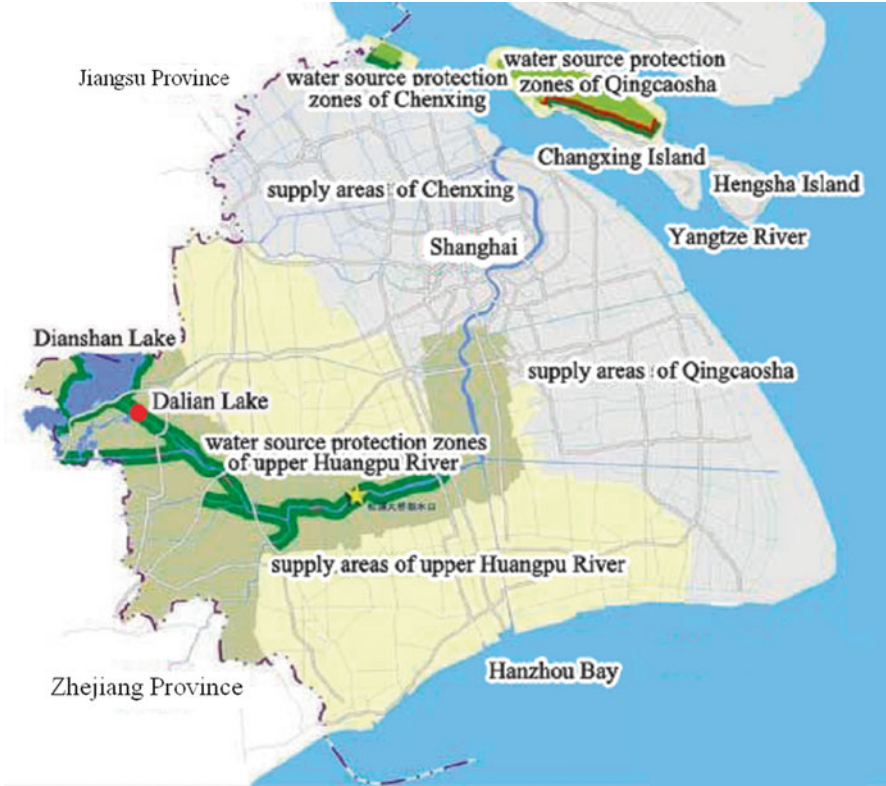 Jiangsu Province
water source protection
zones of Chenxing
water source protection
zones of Qingcaosha
Changxing Island
Hengsha Island
supply areas of Chenxing
Yangtze River
Shanghai
Dianshan Lake
supply areas of Qingcaosha
Dalian Lake
water source protection zones
of upper Huangpu River
supply areas of upper Huangpu River
Hanzhou Bay
Zhejiang Province